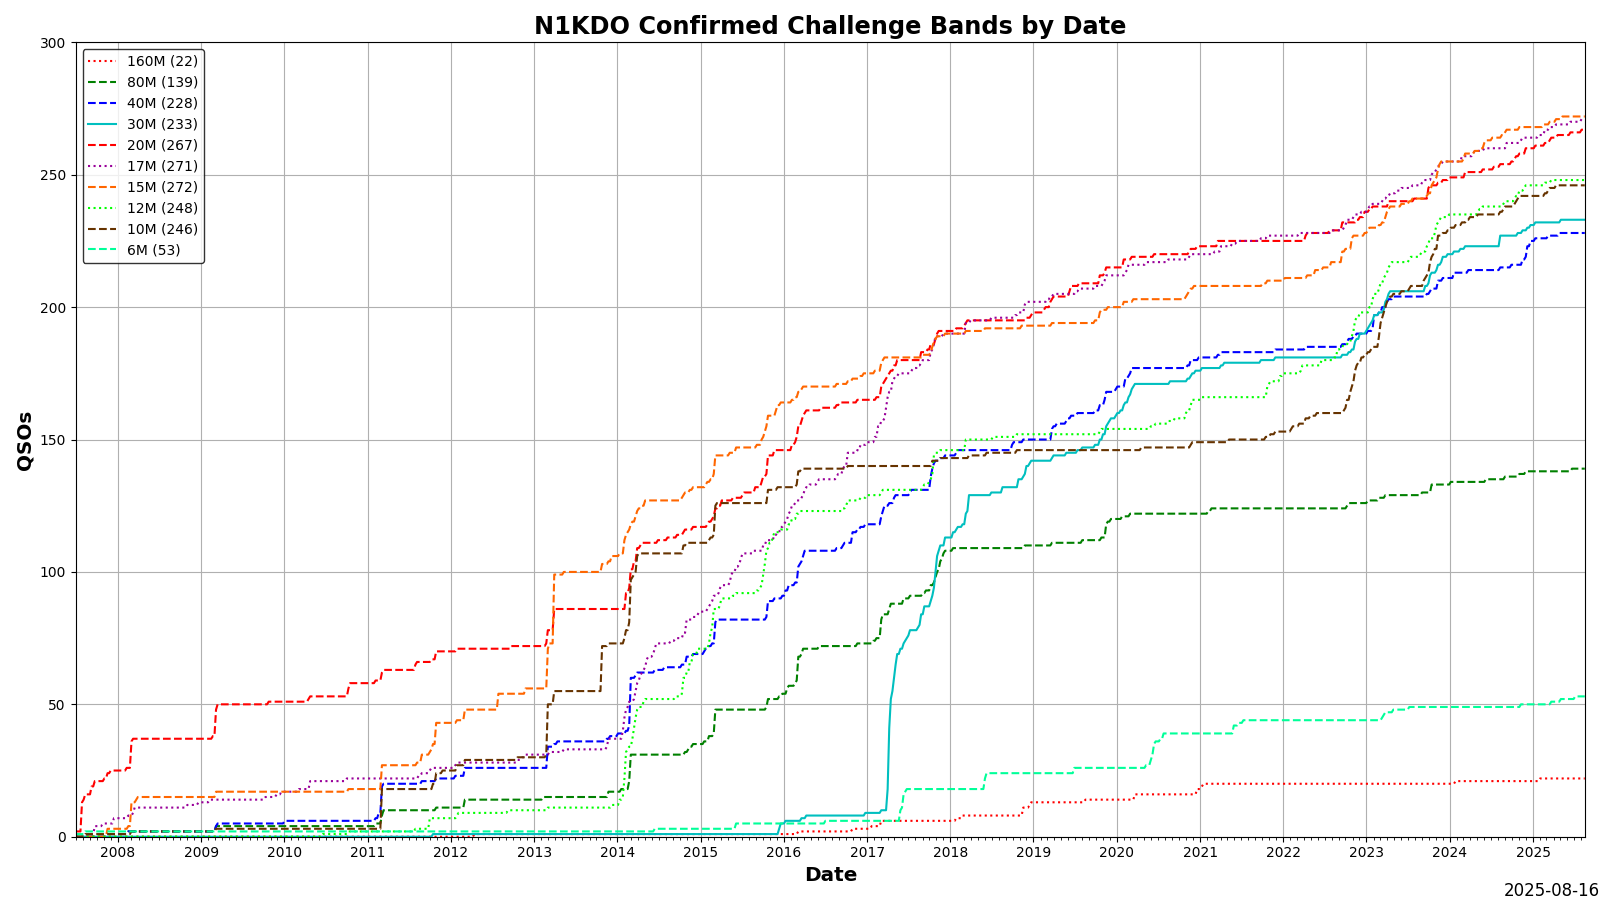 N1KDO Confirmed Challenge Bands by Date
300
250
200
150
100
50
0
QSOs
160M (22)
80M (139)
40M (228)
30M (233)
20M (267)
17M (271)
15M (272)
12M (248)
10M (246)
6M (53)
2008 2009 2010 2011 2012 2013 2014 2015 2016 2017 2018 2019 2020 2021 2022 2023 2024 2025
Date
2025-08-16